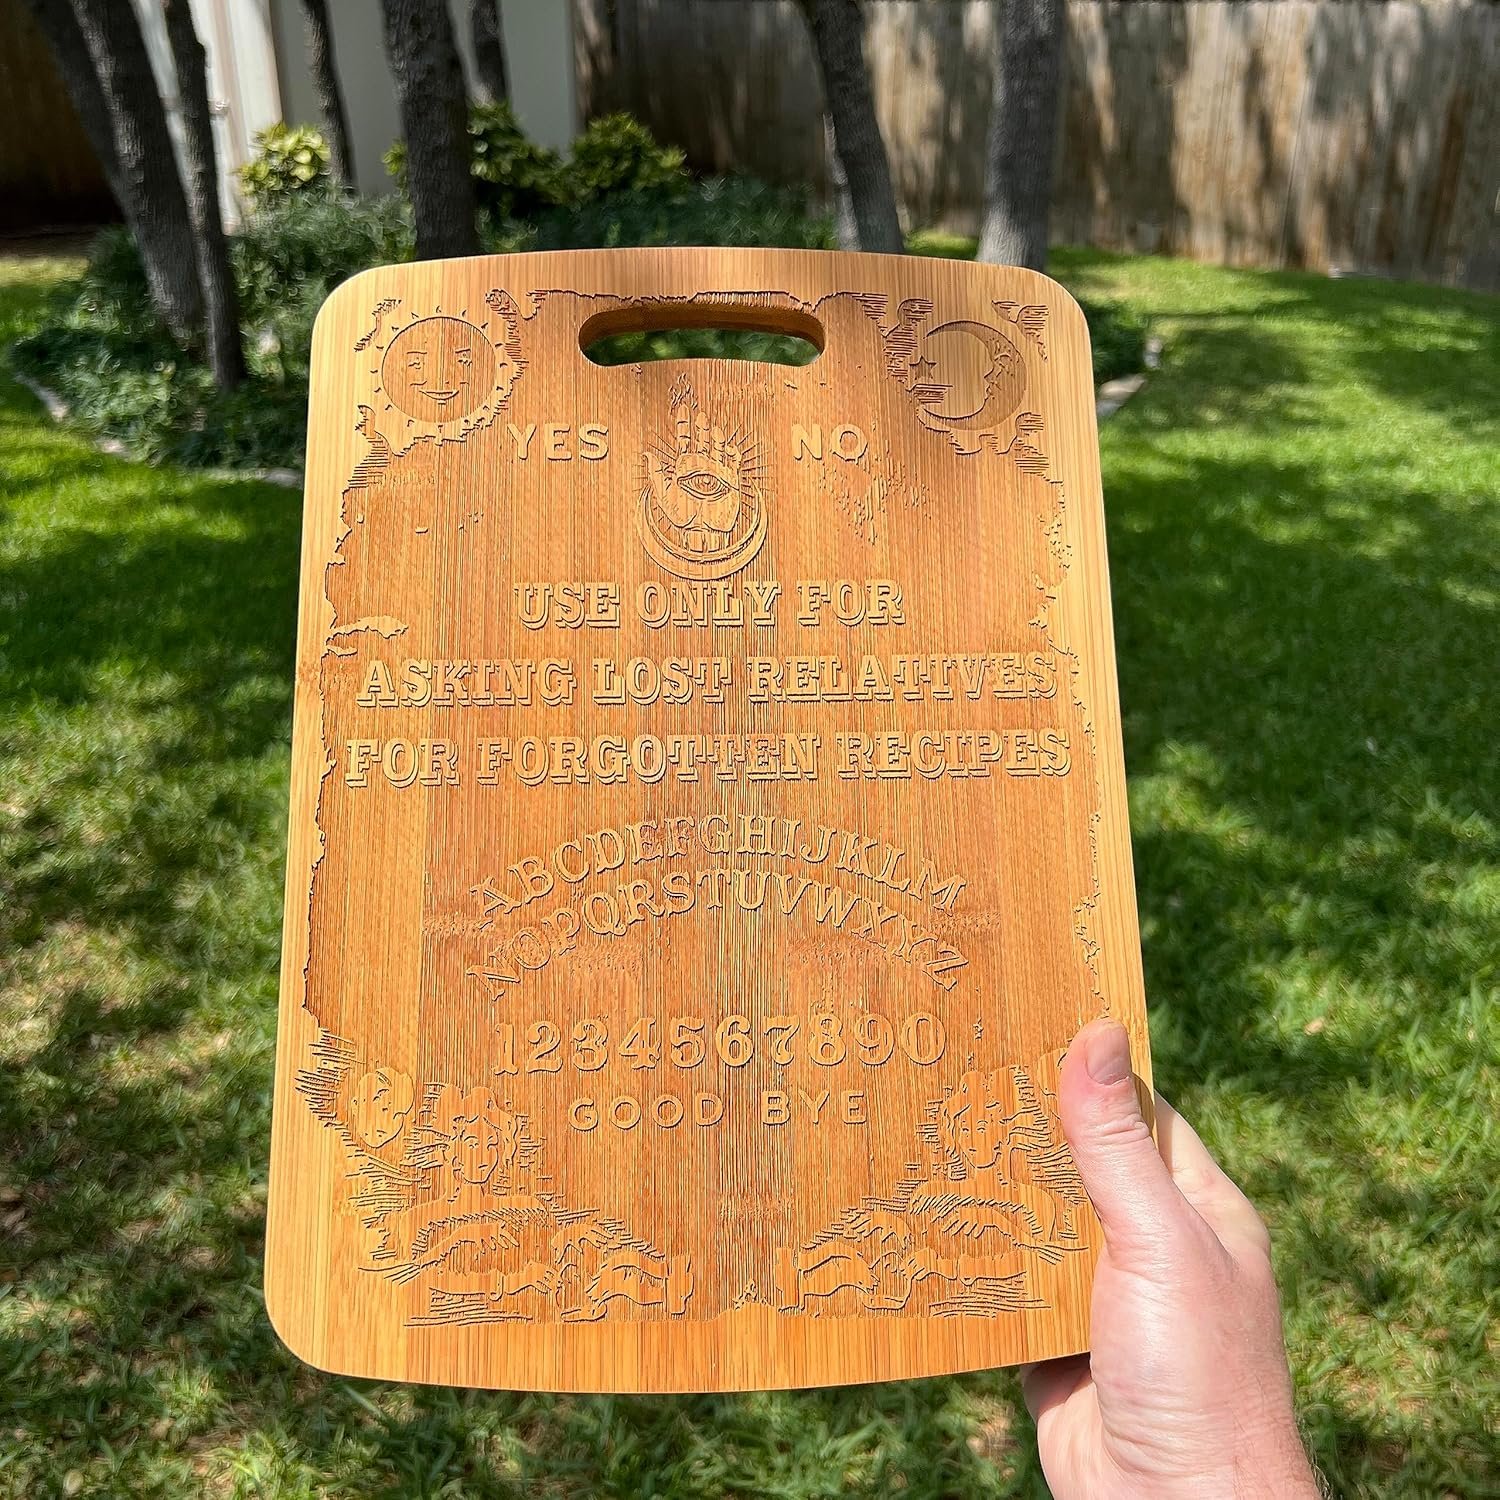 YES NO
USE ONLY FOR
ASKING LOST RELATIVES
FOR FORGOTTEN RECIPES
ABCDEFGHIJKLM
NOPQRSTUVWXYZ
1234567890
GOOD BYE